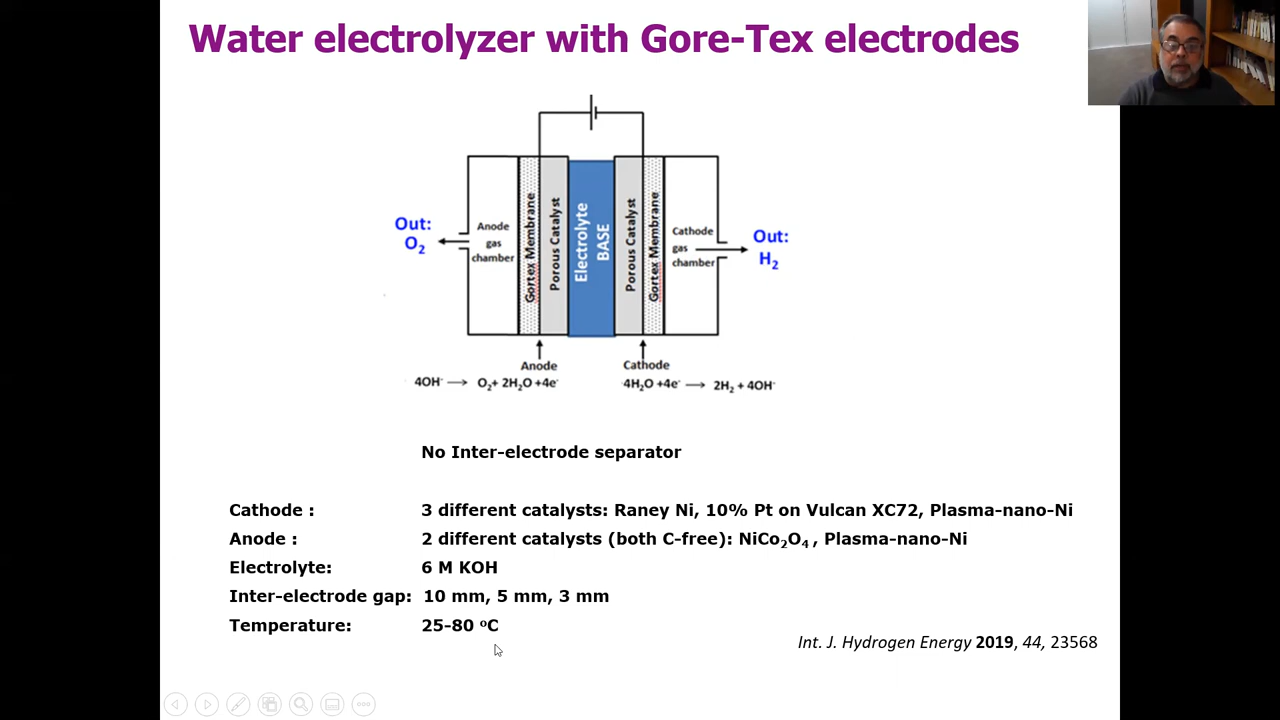 Water electrolyzer with Gore-Tex electrodes
Out:
O₂
Anode
gas
chamber
Gortex Membrane
Porous Catalyst
Electrolyte
BASE
Porous Catalyst
Gortex Membrane
Cathode
gas
chamber
Out:
H₂
Anode
Cathode
4OH⁻ → O₂+ 2H₂O +4e⁻
4H₂O +4e⁻ → 2H₂ + 4OH⁻
No Inter-electrode separator
Cathode : 3 different catalysts: Raney Ni, 10% Pt on Vulcan XC72, Plasma-nano-Ni
Anode : 2 different catalysts (both C-free): NiCo₂O₄ , Plasma-nano-Ni
Electrolyte: 6 M KOH
Inter-electrode gap: 10 mm, 5 mm, 3 mm
Temperature: 25-80 ᵒC
Int. J. Hydrogen Energy 2019, 44, 23568